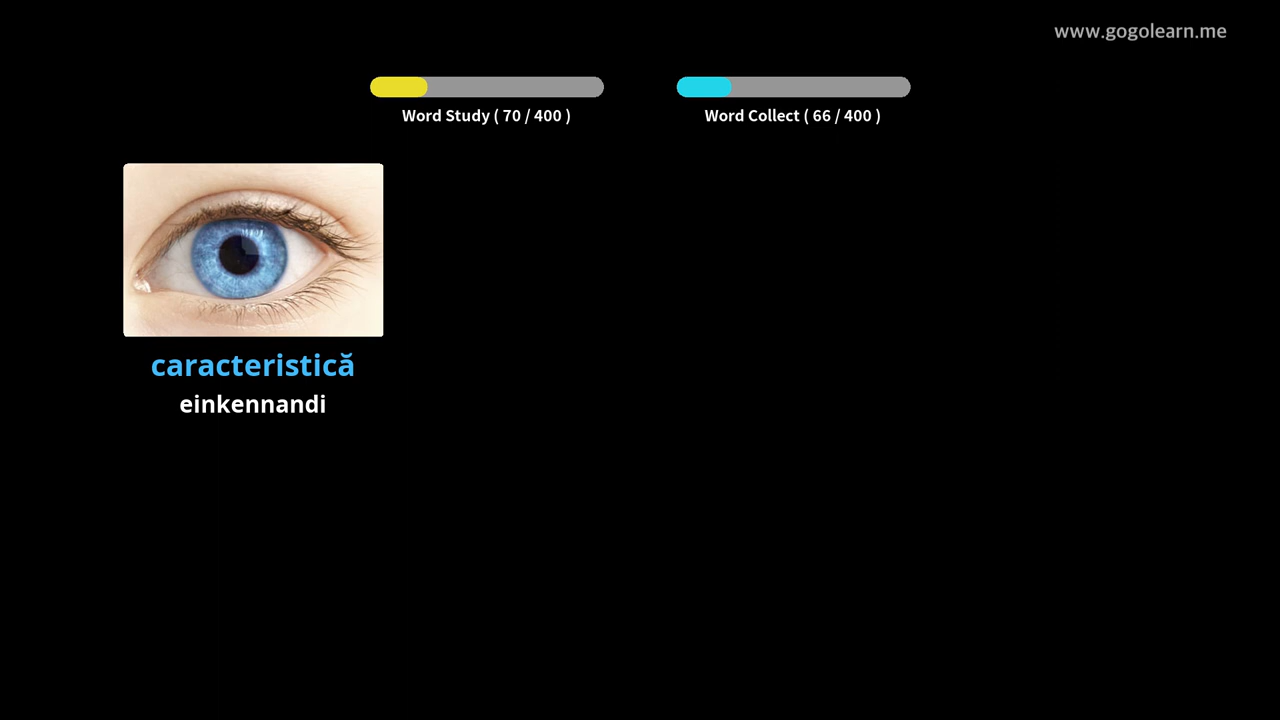 www.gogolearn.me
Word Study ( 70 / 400 )
Word Collect ( 66 / 400 )
caracteristică
einkennandi